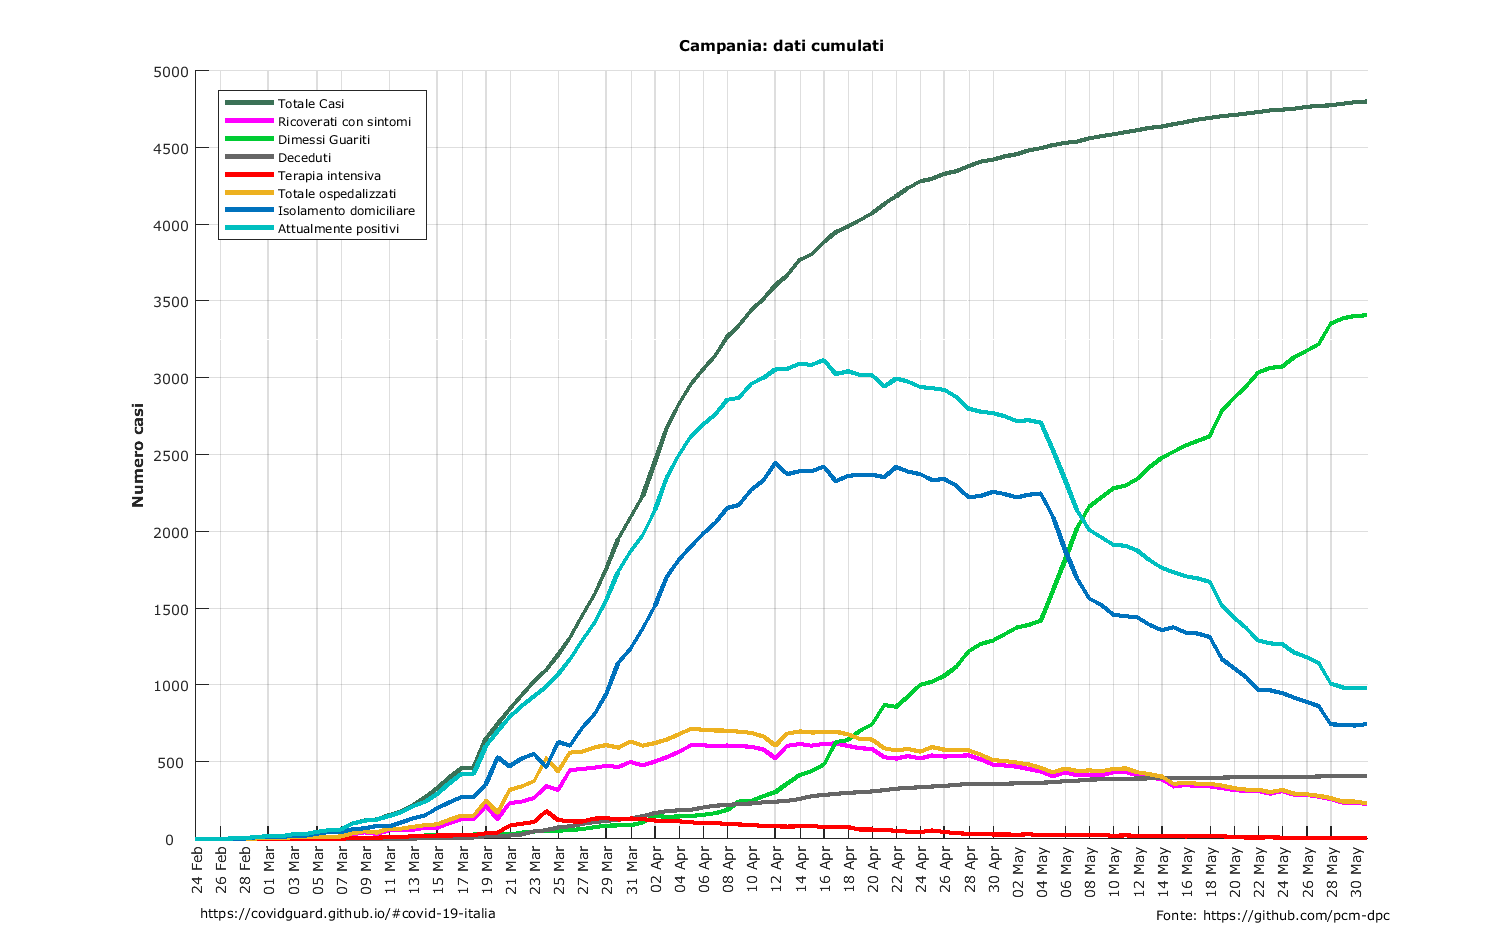 Campania: dati cumulati
5000
4500
4000
3500
3000
2500
2000
1500
1000
500
0
Numero casi
Totale Casi
Ricoverati con sintomi
Dimessi Guariti
Deceduti
Terapia intensiva
Totale ospedalizzati
Isolamento domiciliare
Attualmente positivi
24 Feb
26 Feb
28 Feb
01 Mar
03 Mar
05 Mar
07 Mar
09 Mar
11 Mar
13 Mar
15 Mar
17 Mar
19 Mar
21 Mar
23 Mar
25 Mar
27 Mar
29 Mar
31 Mar
02 Apr
04 Apr
06 Apr
08 Apr
10 Apr
12 Apr
14 Apr
16 Apr
18 Apr
20 Apr
22 Apr
24 Apr
26 Apr
28 Apr
30 Apr
02 May
04 May
06 May
08 May
10 May
12 May
14 May
16 May
18 May
20 May
22 May
24 May
26 May
28 May
30 May
https://covidguard.github.io/#covid-19-italia
Fonte: https://github.com/pcm-dpc